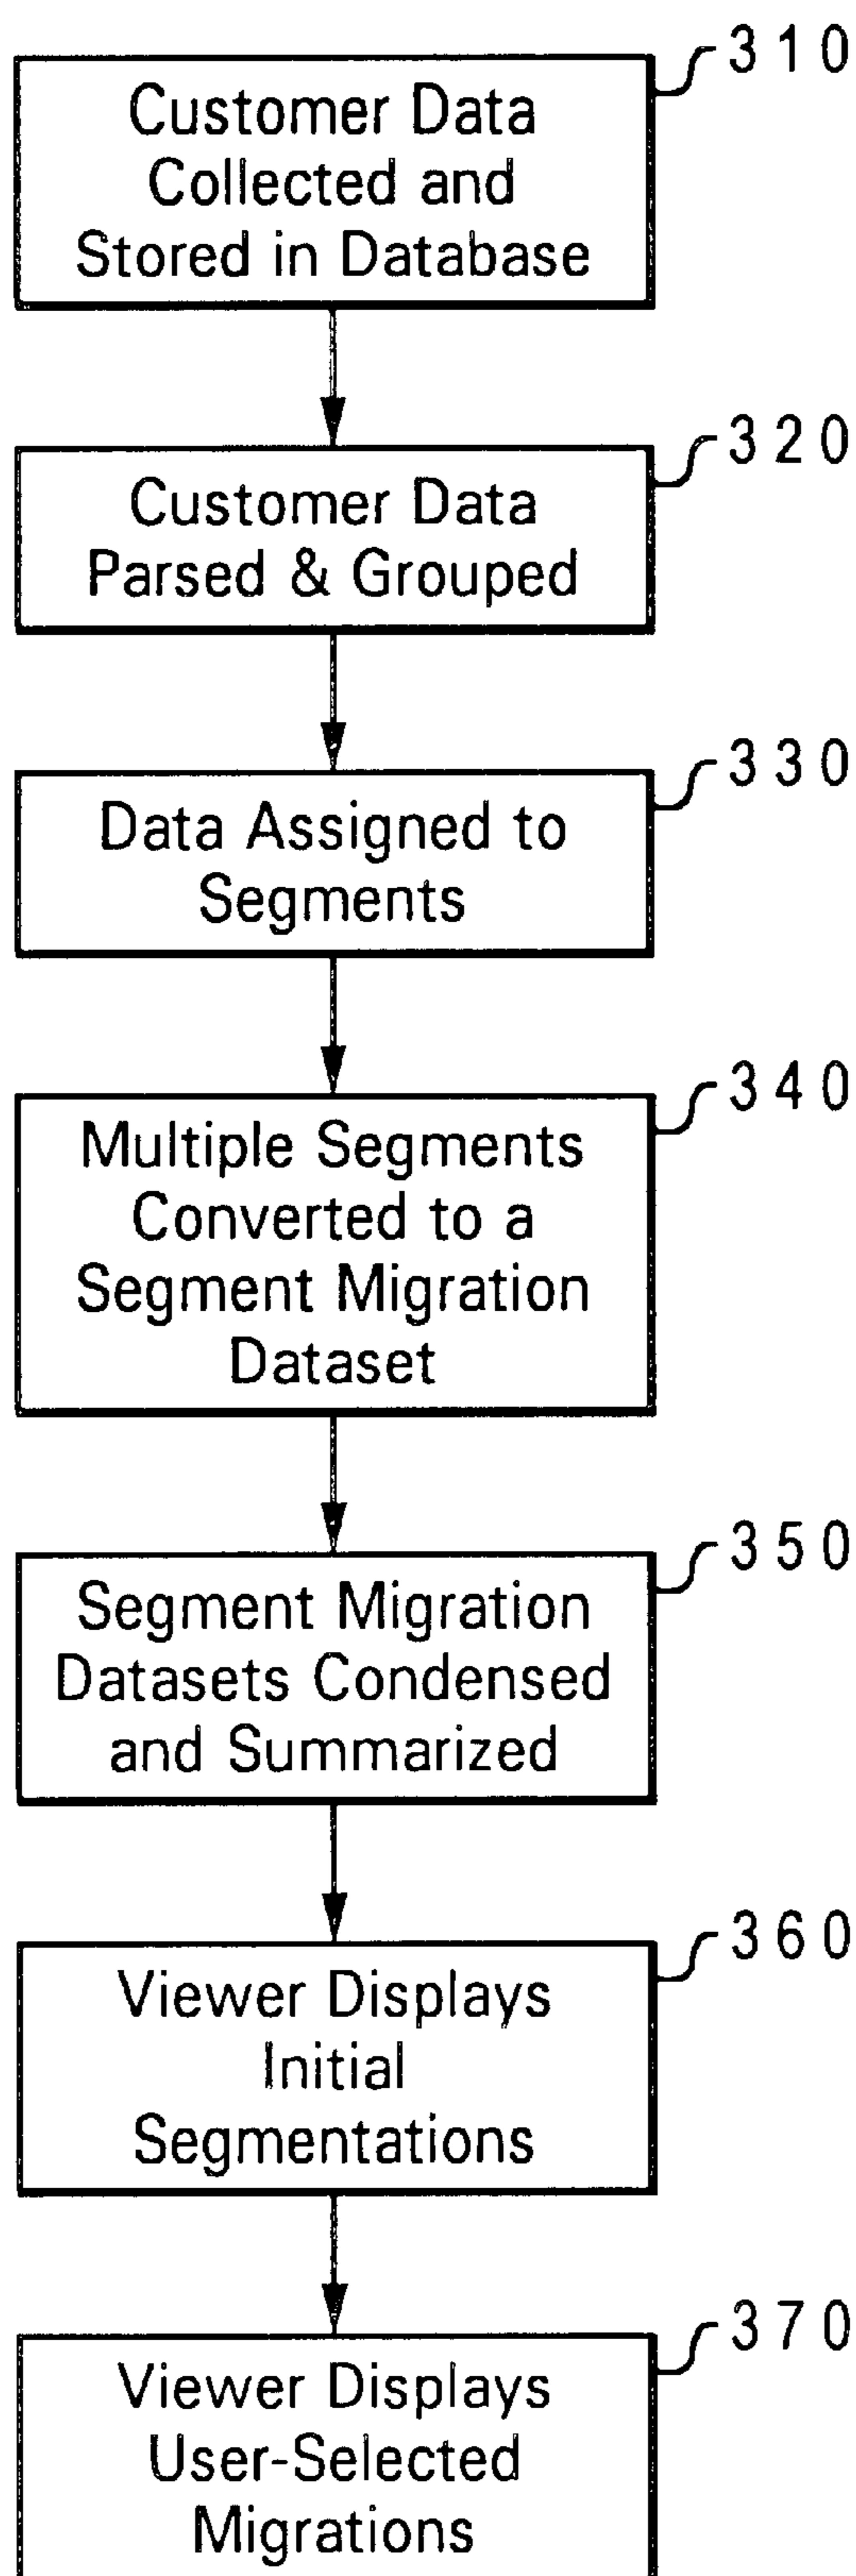 310
Customer Data
Collected and
Stored in Database
320
Customer Data
Parsed & Grouped
330
Data Assigned to
Segments
340
Multiple Segments
Converted to a
Segment Migration
Dataset
350
Segment Migration
Datasets Condensed
and Summarized
360
Viewer Displays
Initial
Segmentations
370
Viewer Displays
User-Selected
Migrations